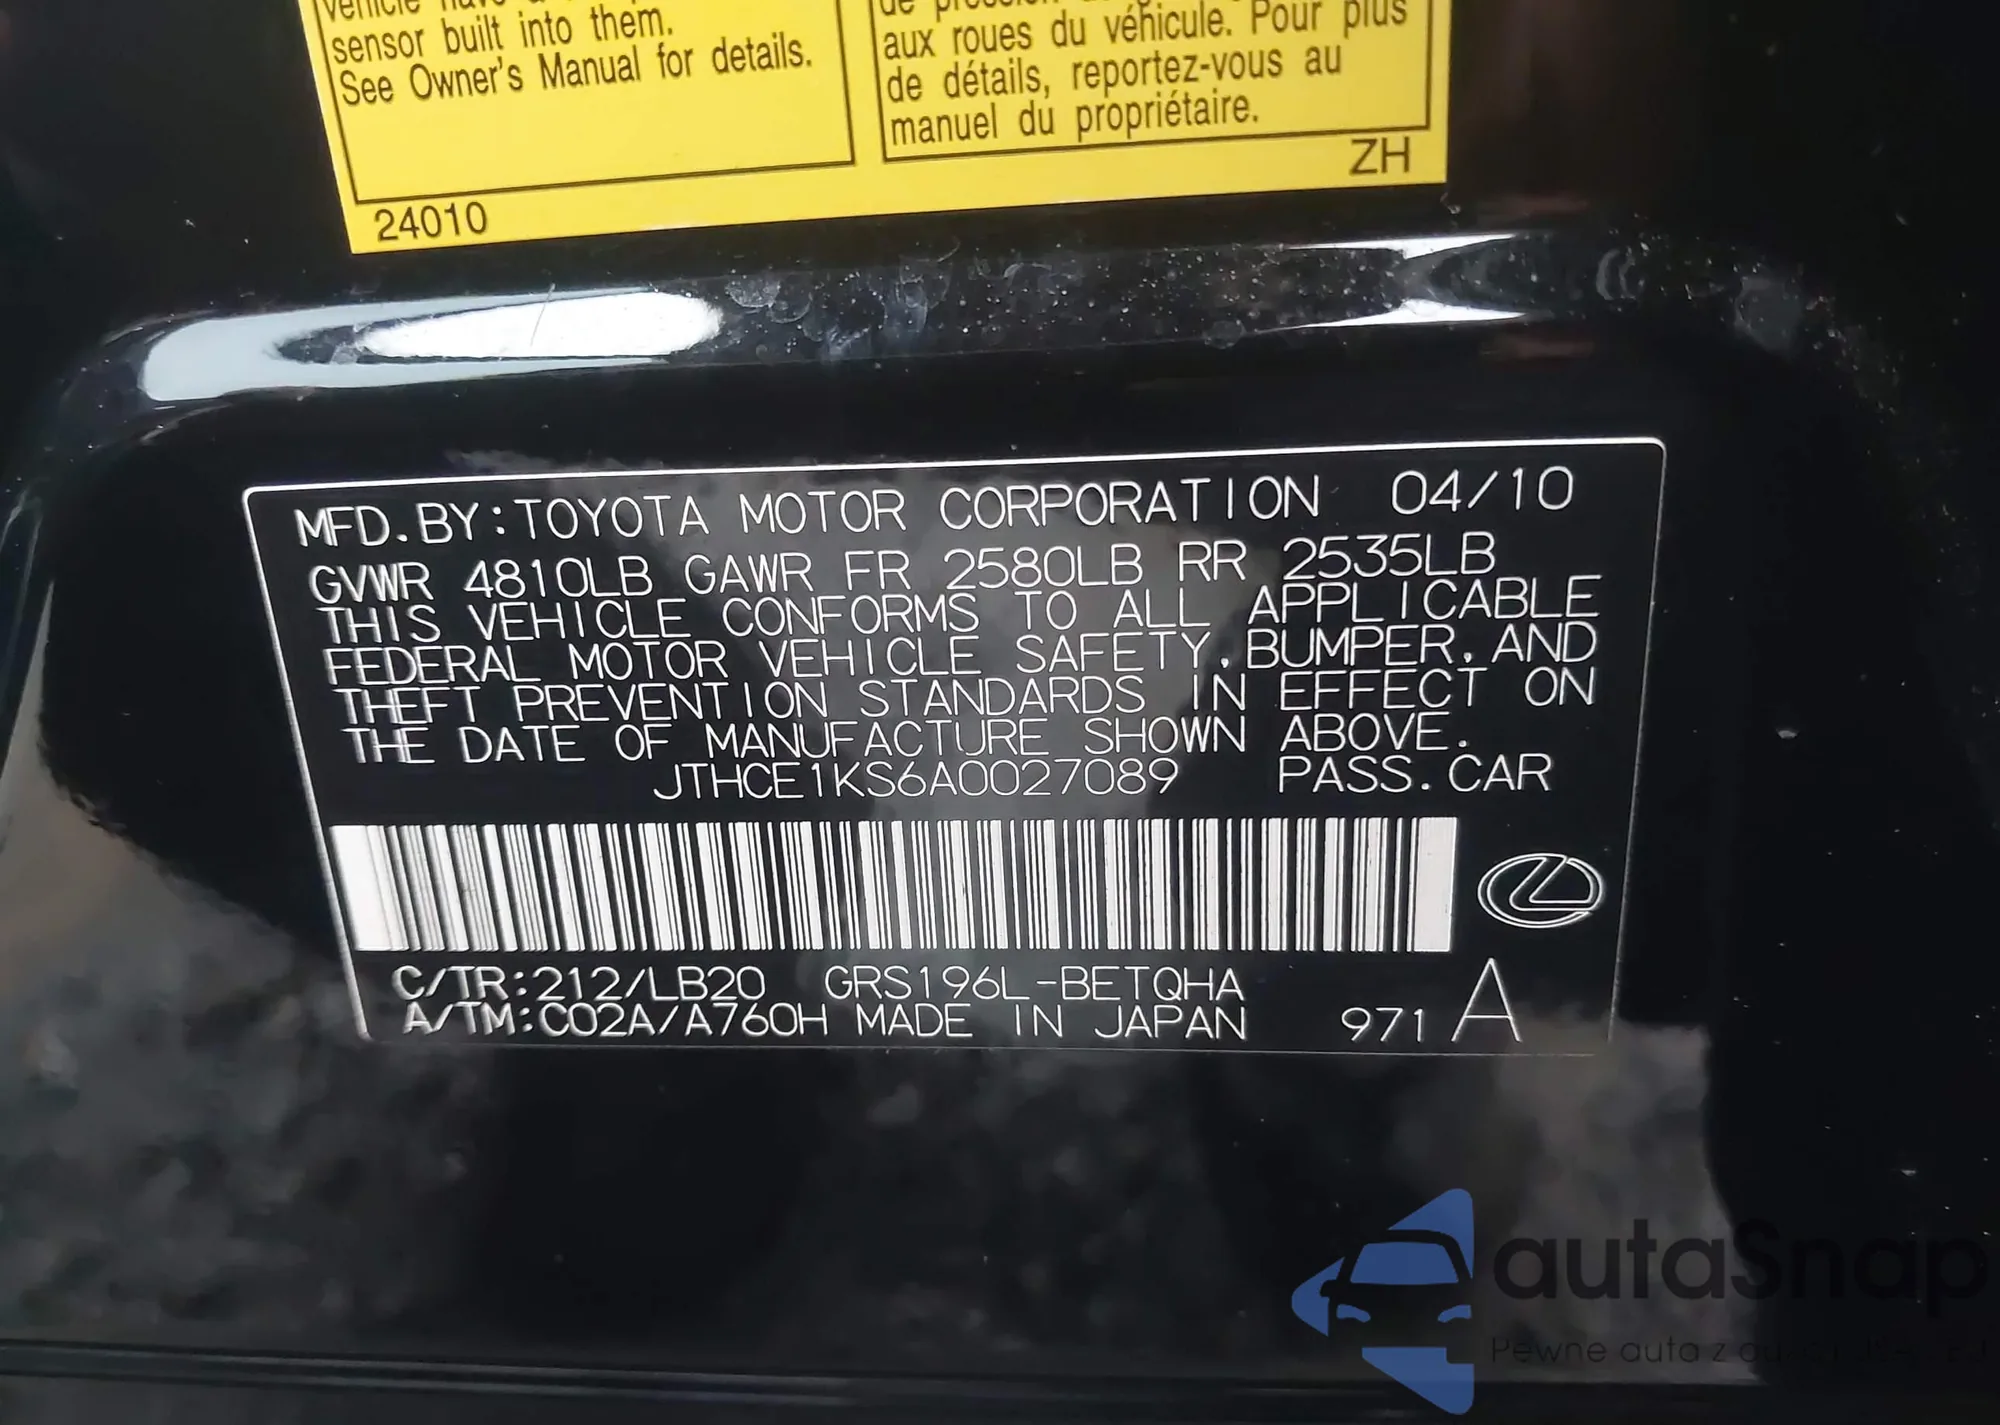 sensor built into them.
See Owner's Manual for details.
24010
aux roues du véhicule. Pour plus
de détails, reportez-vous au
manuel du propriétaire.
ZH
MFD.BY:TOYOTA MOTOR CORPORATION 04/10
GVWR 4810LB GAWR FR 2580LB RR 2535LB
THIS VEHICLE CONFORMS TO ALL APPLICABLE
FEDERAL MOTOR VEHICLE SAFETY,BUMPER,AND
THEFT PREVENTION STANDARDS IN EFFECT ON
THE DATE OF MANUFACTURE SHOWN ABOVE.
JTHCE1KS6A0027089 PASS.CAR
C/TR:212/LB20 GRS196L-BETQHA
A/TM:C02A/A760H MADE IN JAPAN 971 A
autaSnap
Pewne auta z